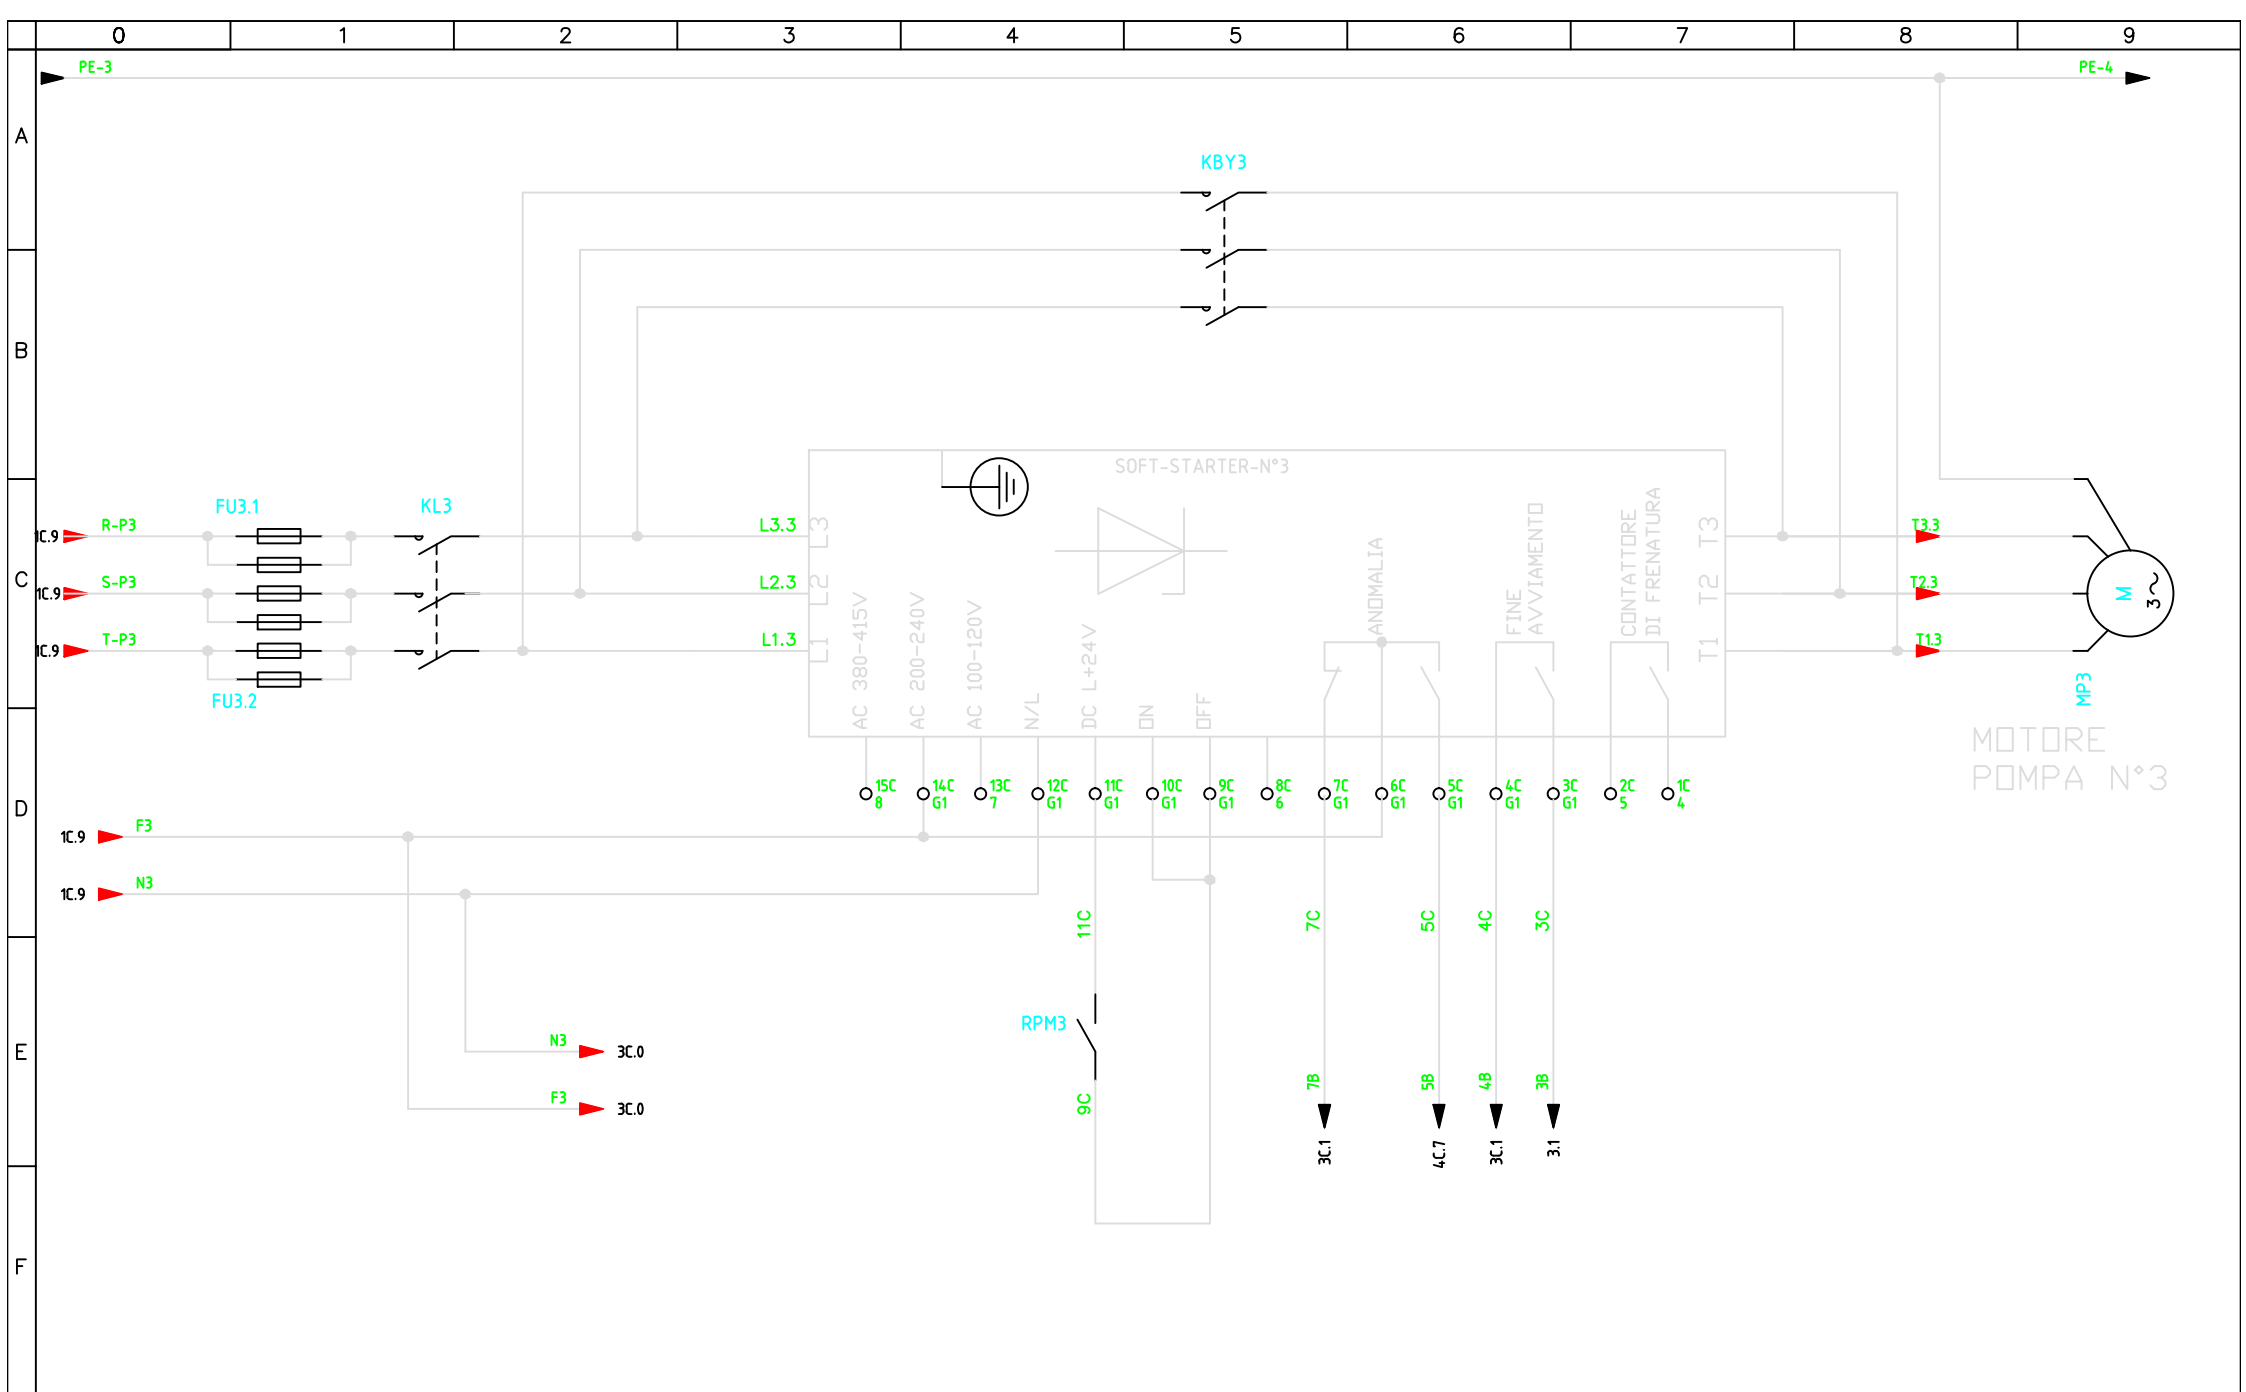 0 1 2 3 4 5 6 7 8 9
PE-3
PE-4
A
KBY3
B
SOFT-STARTER-N°3
FU3.1
KL3
1C.9 R-P3
L3.3 L3
T3 T3.3
C
1C.9 S-P3
L2.3 L2
T2 T2.3
1C.9 T-P3
L1.3 L1
T1 T1.3
FU3.2
M
3~
MP3
MOTORE
POMPA N°3
AC 380-415V
AC 200-240V
AC 100-120V
N/L
DC L+24V
ON
OFF
ANOMALIA
FINE
AVVIAMENTO
CONTATTORE
DI FRENATURA
D
15C
8
14C
G1
13C
7
12C
G1
11C
G1
10C
G1
9C
G1
8C
6
7C
G1
6C
G1
5C
G1
4C
G1
3C
G1
2C
5
1C
4
1C.9 F3
1C.9 N3
11C
7C
5C
4C
3C
E
RPM3
N3 3C.0
F3 3C.0
9C
7B
5B
4B
3B
3C.1
4C.7
3C.1
3.1
F